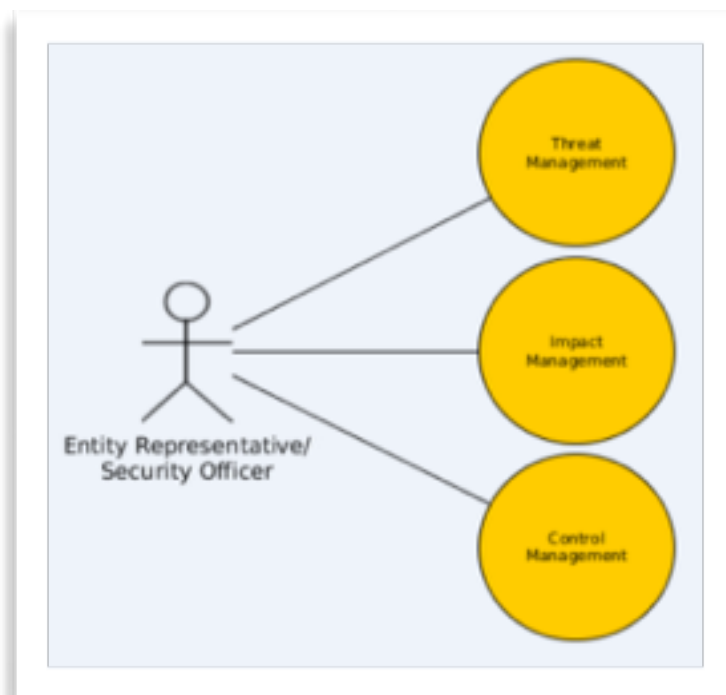 Threat
Management
Impact
Management
Entity Representative/
Security Officer
Control
Management